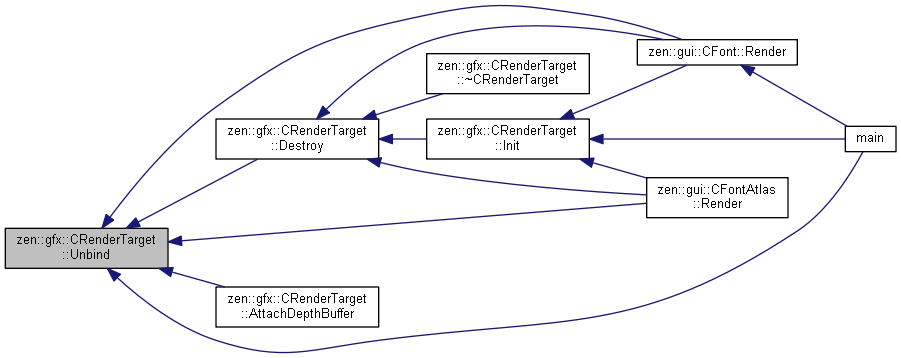 zen::gui::CFont::Render
zen::gfx::CRenderTarget
::~CRenderTarget
zen::gfx::CRenderTarget
::Destroy
zen::gfx::CRenderTarget
::Init
main
zen::gui::CFontAtlas
::Render
zen::gfx::CRenderTarget
::Unbind
zen::gfx::CRenderTarget
::AttachDepthBuffer